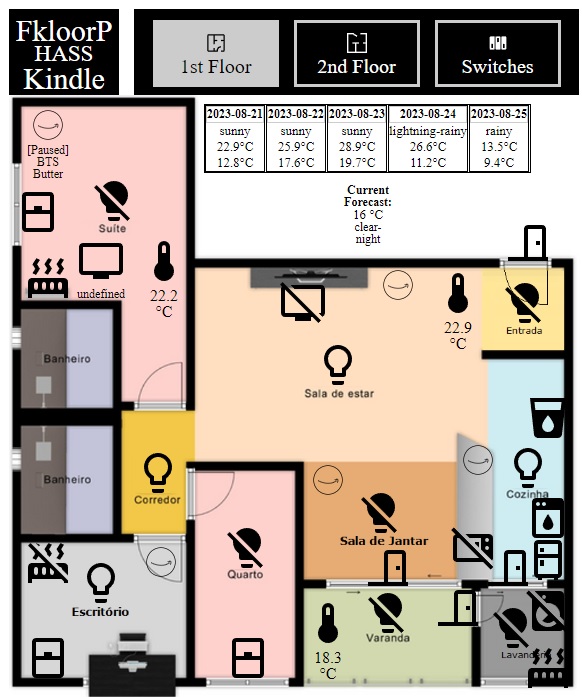 FkloorP
HASS
Kindle
1st Floor
2nd Floor
Switches
2023-08-21 2023-08-22 2023-08-23 2023-08-24 2023-08-25
sunny sunny sunny lightning-rainy rainy
22.9°C 25.9°C 28.9°C 26.6°C 13.5°C
12.8°C 17.6°C 19.7°C 11.2°C 9.4°C
Current
Forecast:
16 °C
clear-
night
[Paused]
BTS
Butter
Suíte
undefined
22.2
°C
22.9
°C
Entrada
Banheiro
Sala de estar
Banheiro
Corredor
Cozinha
Sala de Jantar
Quarto
Escritório
Varanda
18.3
°C